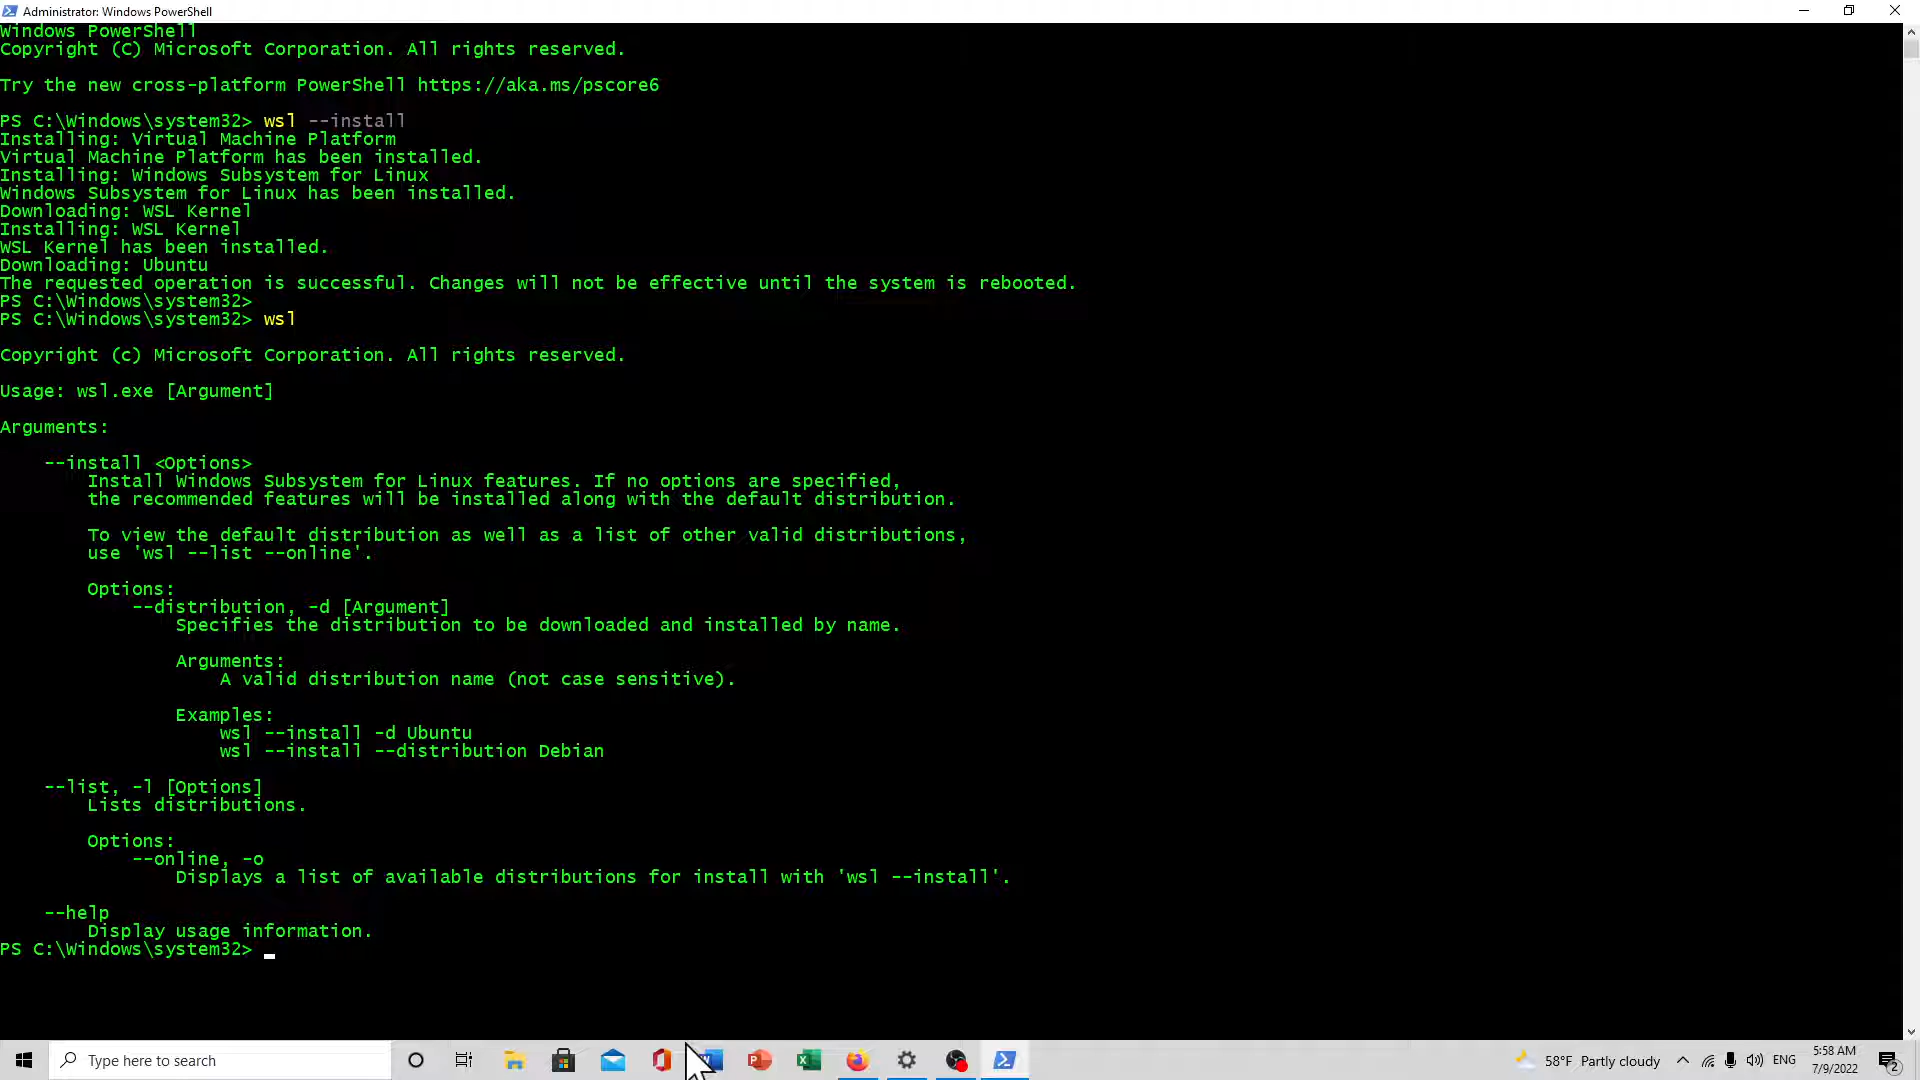 Administrator: Windows PowerShell
Windows PowerShell
Copyright (C) Microsoft Corporation. All rights reserved.
Try the new cross-platform PowerShell https://aka.ms/pscore6
PS C:\Windows\system32> wsl --install
Installing: Virtual Machine Platform
Virtual Machine Platform has been installed.
Installing: Windows Subsystem for Linux
Windows Subsystem for Linux has been installed.
Downloading: WSL Kernel
Installing: WSL Kernel
WSL Kernel has been installed.
Downloading: Ubuntu
The requested operation is successful. Changes will not be effective until the system is rebooted.
PS C:\Windows\system32>
PS C:\Windows\system32> wsl
Copyright (c) Microsoft Corporation. All rights reserved.
Usage: wsl.exe [Argument]
Arguments:
--install <Options>
Install Windows Subsystem for Linux features. If no options are specified,
the recommended features will be installed along with the default distribution.
To view the default distribution as well as a list of other valid distributions,
use 'wsl --list --online'.
Options:
--distribution, -d [Argument]
Specifies the distribution to be downloaded and installed by name.
Arguments:
A valid distribution name (not case sensitive).
Examples:
wsl --install -d Ubuntu
wsl --install --distribution Debian
--list, -l [Options]
Lists distributions.
Options:
--online, -o
Displays a list of available distributions for install with 'wsl --install'.
--help
Display usage information.
PS C:\Windows\system32>
Type here to search
58°F Partly cloudy
ENG
5:58 AM
7/9/2022
2